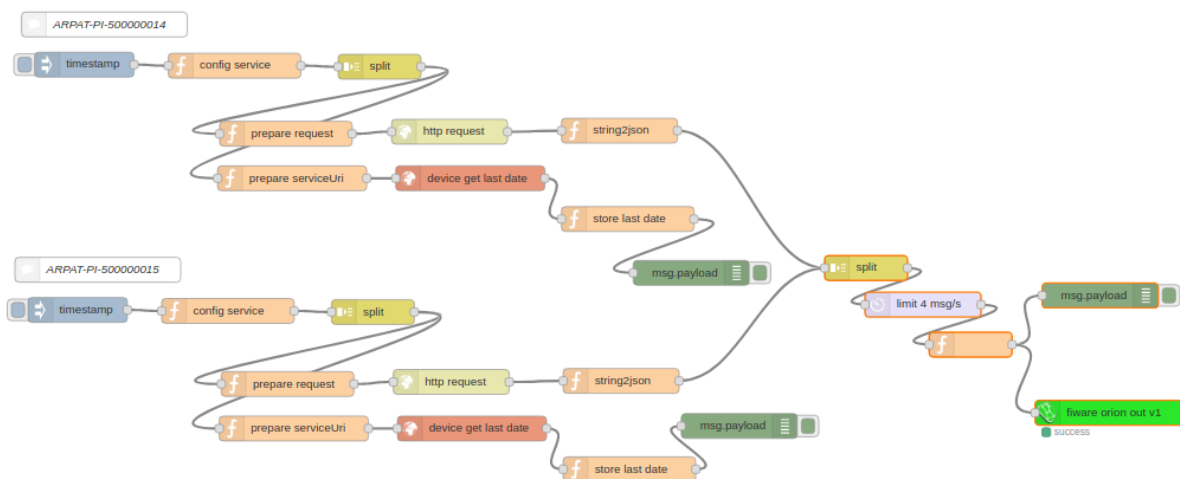 ARPAT-PI-500000014
timestamp
config service
split
prepare request
http request
string2json
prepare serviceUri
device get last date
store last date
msg.payload
ARPAT-PI-500000015
timestamp
config service
split
prepare request
http request
string2json
prepare serviceUri
device get last date
msg.payload
store last date
split
limit 4 msg/s
msg.payload
fiware orion out v1
success